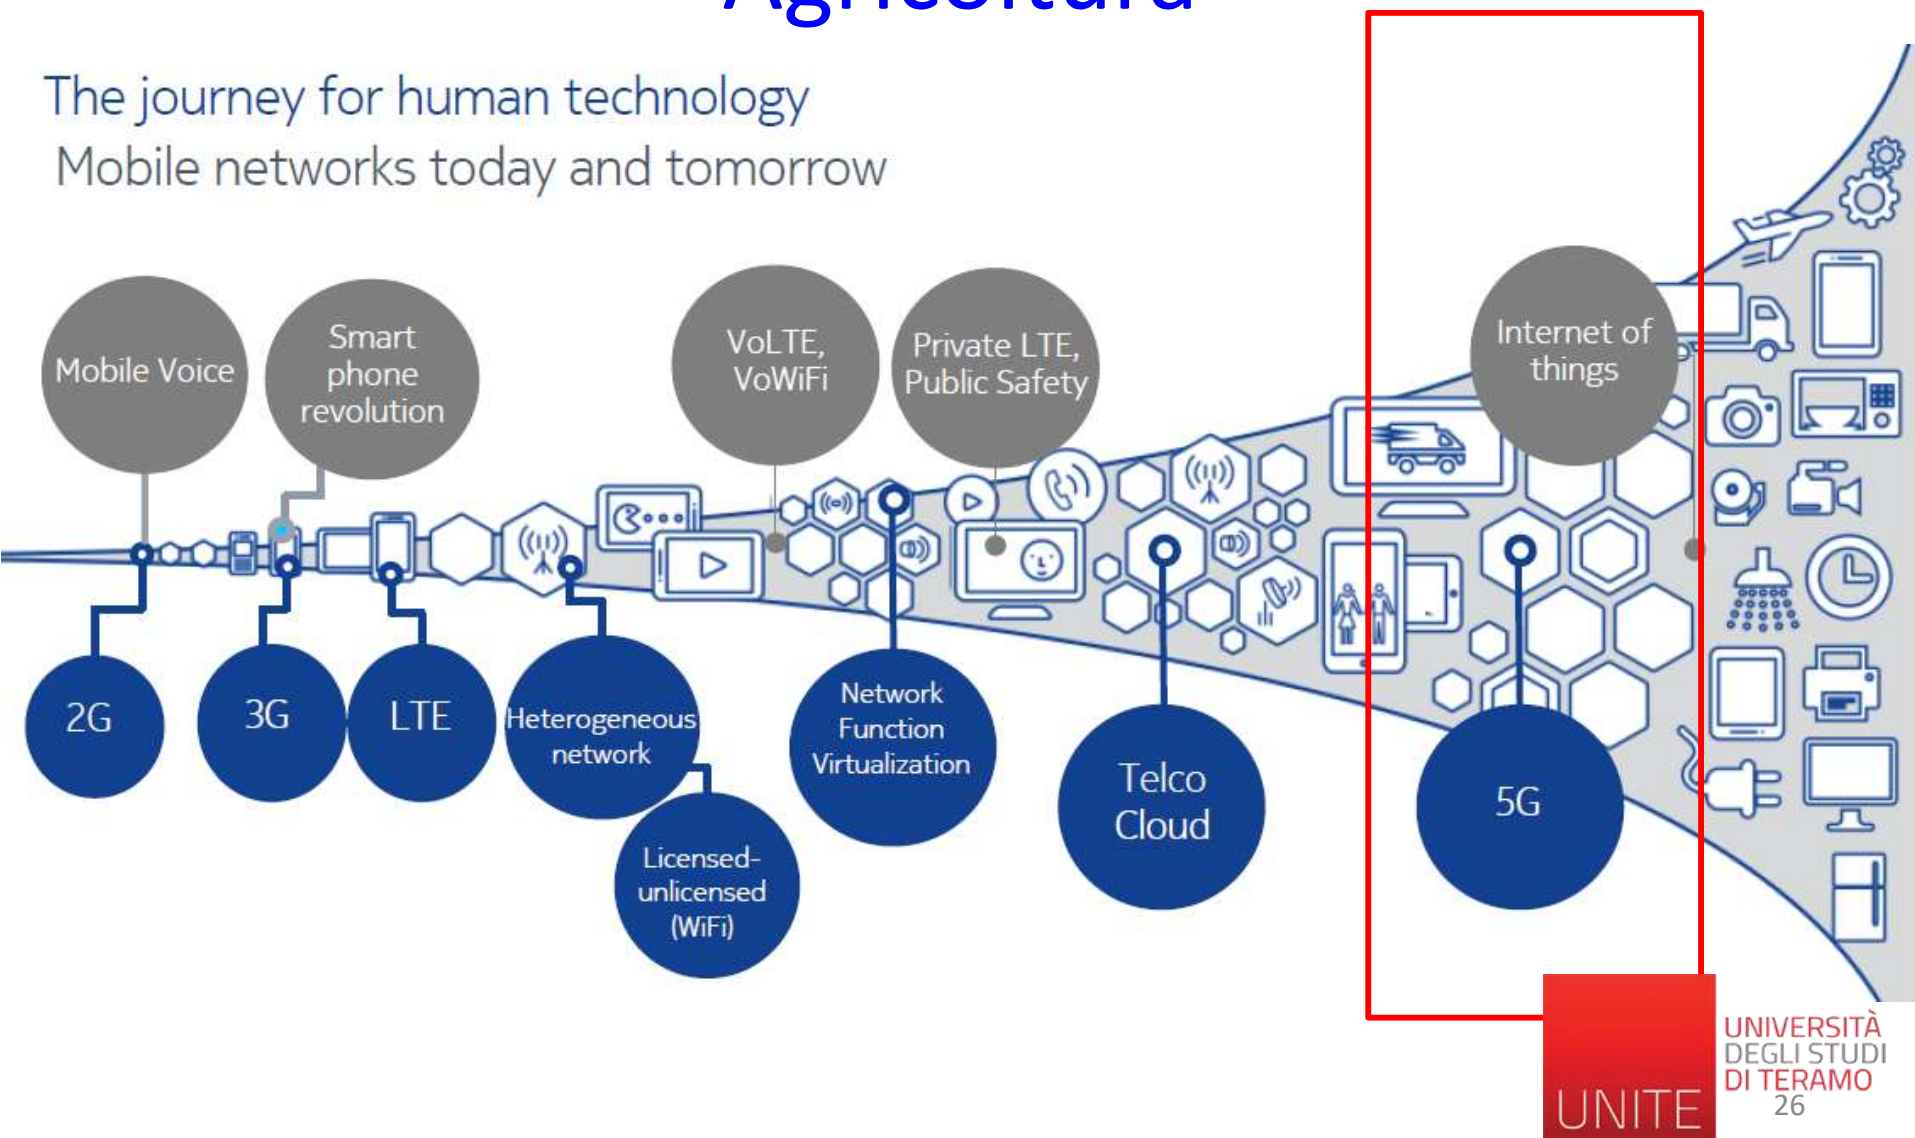 Agricoltura
The journey for human technology
Mobile networks today and tomorrow
Mobile Voice
Smart
phone
revolution
VoLTE,
VoWiFi
Private LTE,
Public Safety
Internet of
things
2G
3G
LTE
Heterogeneous
network
Licensed-
unlicensed
(WiFi)
Network
Function
Virtualization
Telco
Cloud
5G
UNITE
UNIVERSITÀ
DEGLI STUDI
DI TERAMO
26